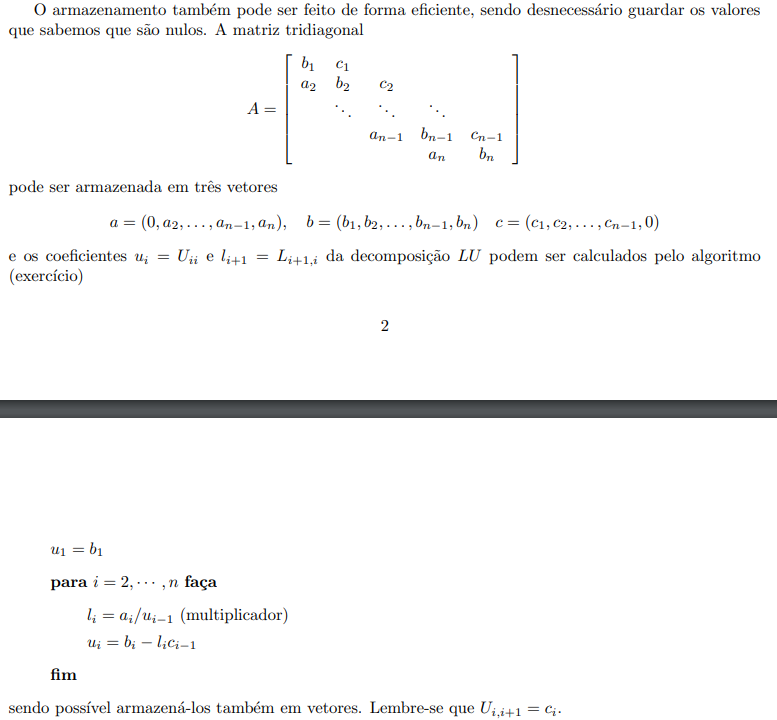 O armazenamento também pode ser feito de forma eficiente, sendo desnecessário guardar os valores
que sabemos que são nulos. A matriz tridiagonal
b₁ c₁
a₂ b₂ c₂
A = ⋱ ⋱ ⋱
aₙ₋₁ bₙ₋₁ cₙ₋₁
aₙ bₙ
pode ser armazenada em três vetores
a = (0, a₂, . . . , aₙ₋₁, aₙ), b = (b₁, b₂, . . . , bₙ₋₁, bₙ) c = (c₁, c₂, . . . , cₙ₋₁, 0)
e os coeficientes uᵢ = Uᵢᵢ e lᵢ₊₁ = Lᵢ₊₁,ᵢ da decomposição LU podem ser calculados pelo algoritmo
(exercício)
2
u₁ = b₁
para i = 2, · · · , n faça
lᵢ = aᵢ/uᵢ₋₁ (multiplicador)
uᵢ = bᵢ − lᵢcᵢ₋₁
fim
sendo possível armazená-los também em vetores. Lembre-se que Uᵢ,ᵢ₊₁ = cᵢ.